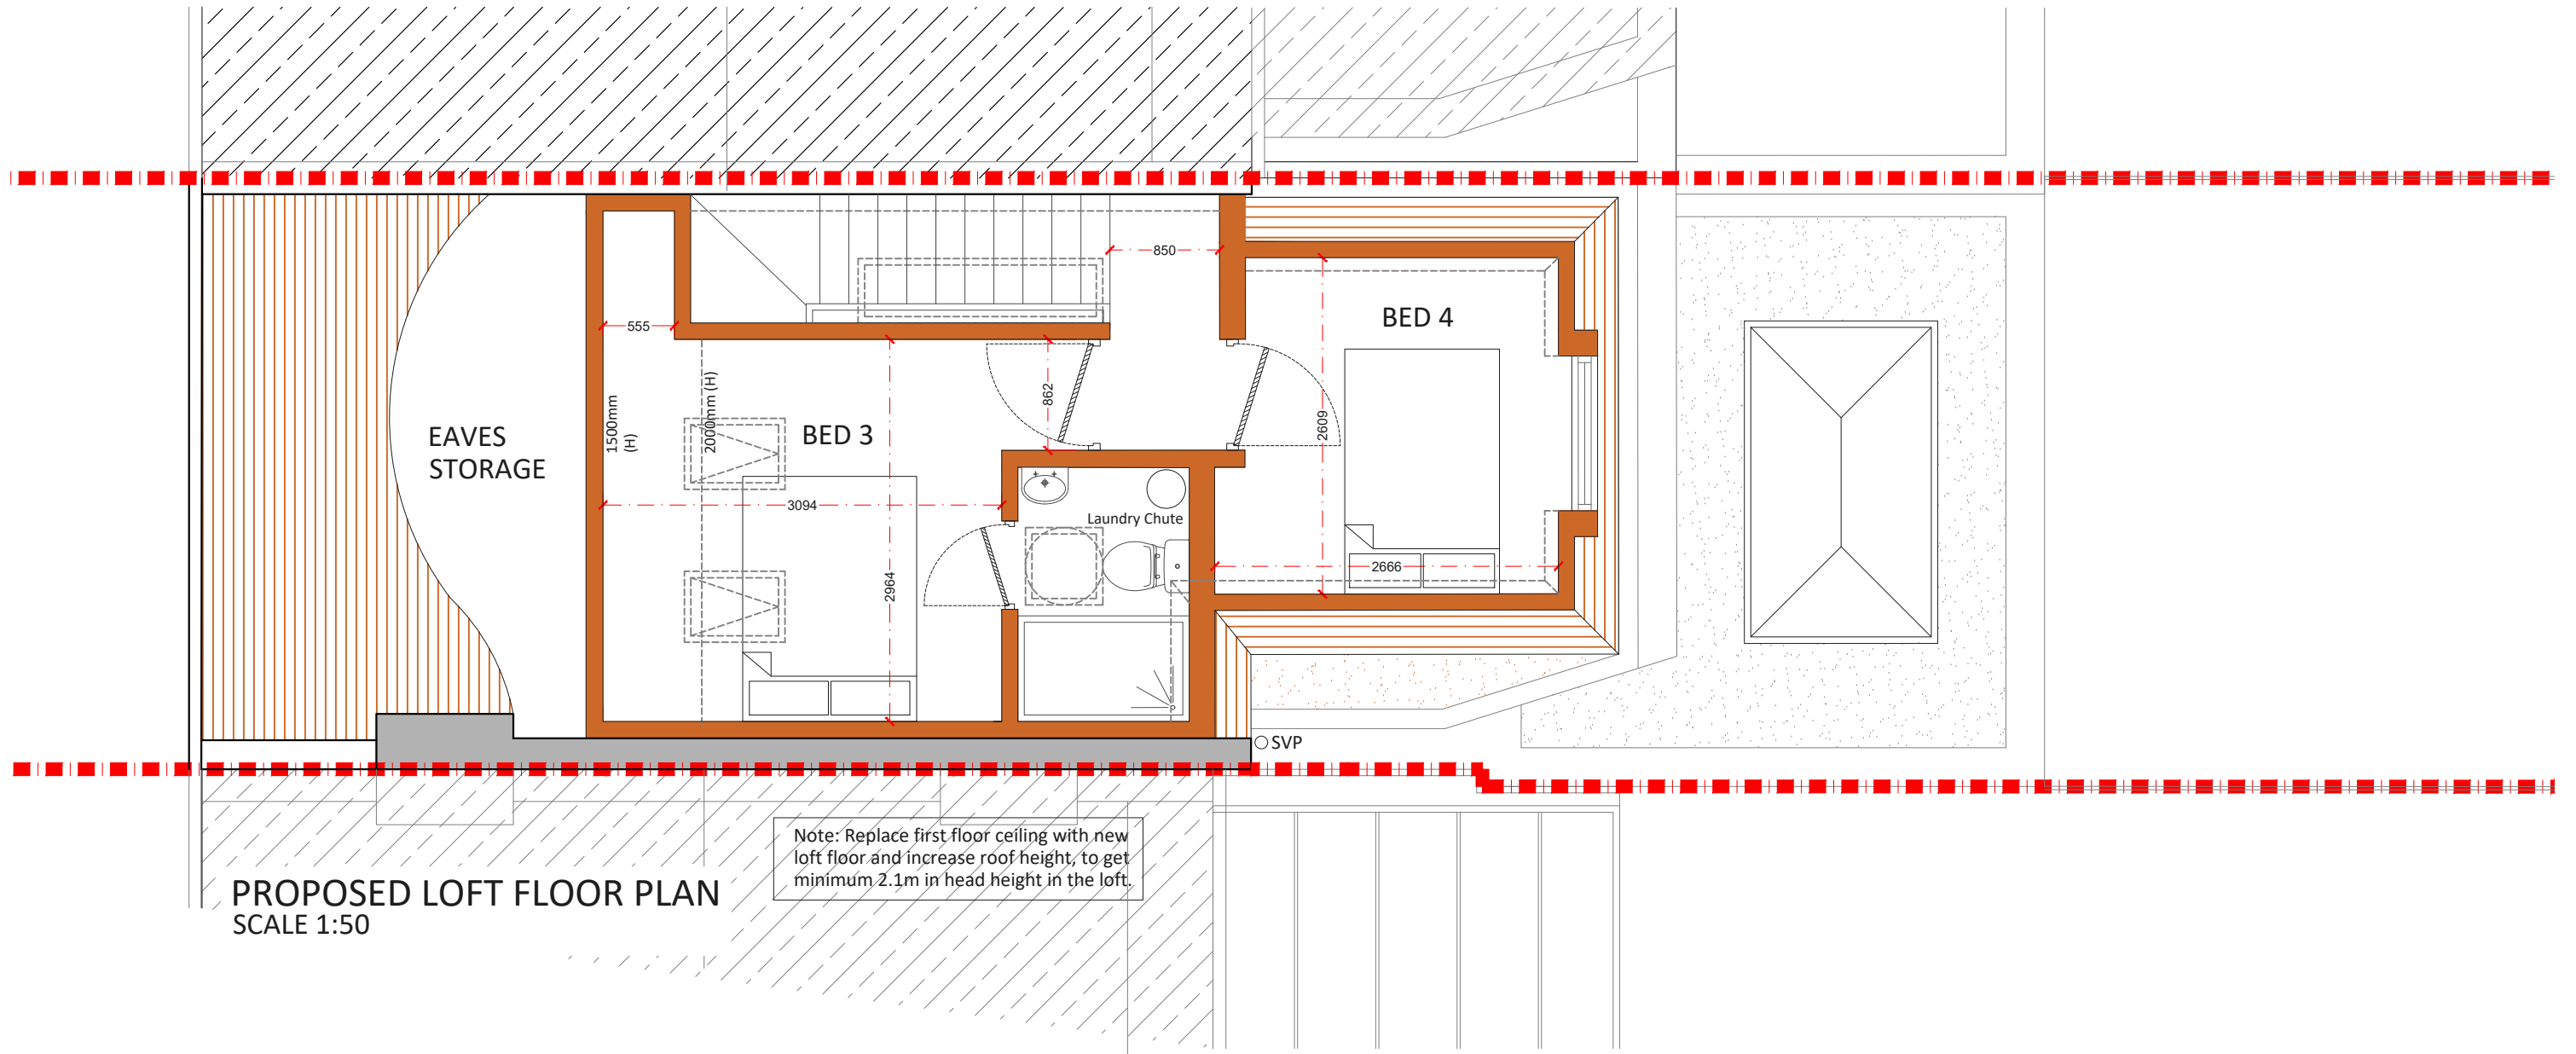 850
555
BED 4
1500mm
(H)
2000mm (H)
862
2609
BED 3
EAVES
STORAGE
3094
Laundry Chute
2964
2666
SVP
Note: Replace first floor ceiling with new
loft floor and increase roof height, to get
minimum 2.1m in head height in the loft.
PROPOSED LOFT FLOOR PLAN
SCALE 1:50